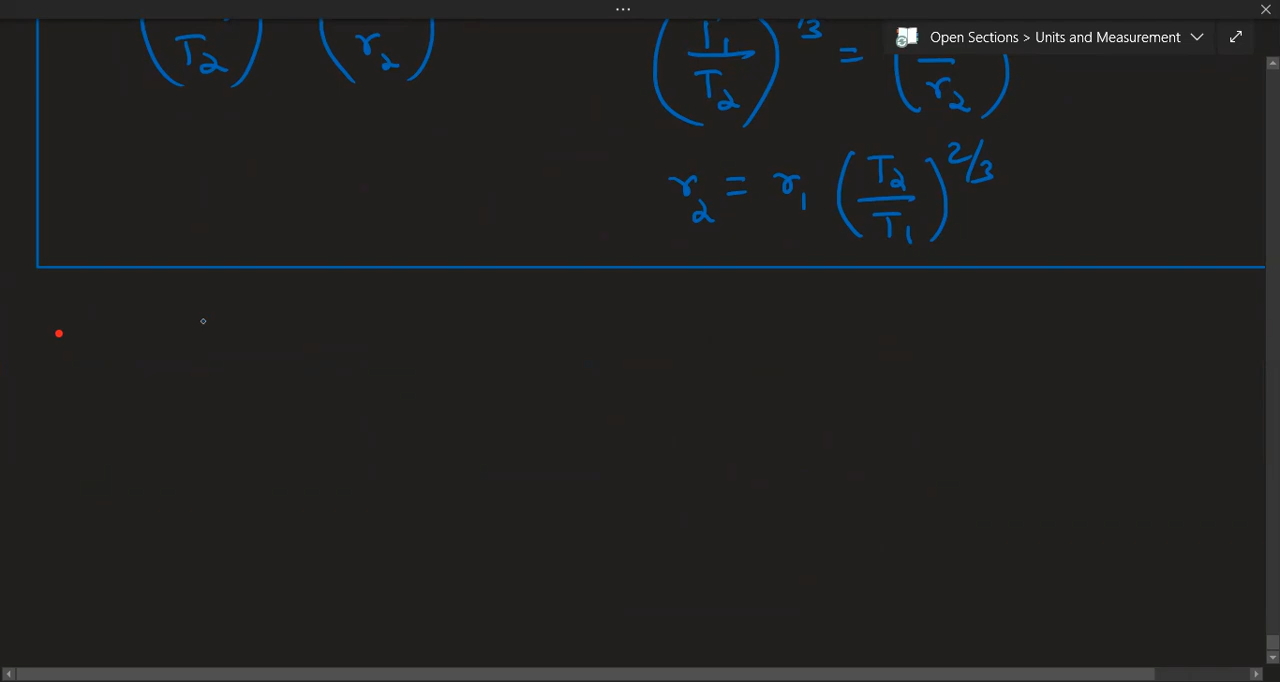 ...
Open Sections > Units and Measurement
(T₂) (r₂) (T₁/T₂)^(/3) = (/r₂)
r₂ = r₁ (T₂/T₁)^(2/3)